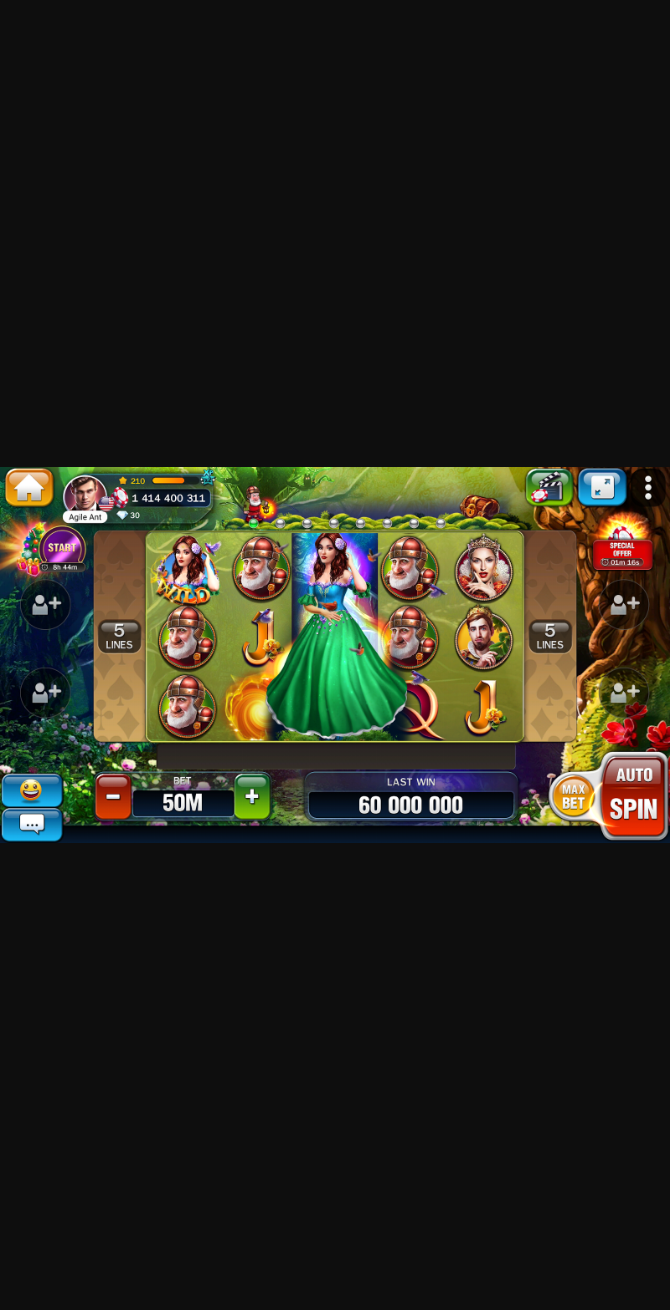 210
1 414 400 311
Agile Ant
30
START
8h 44m
SPECIAL
OFFER
01m 16s
WILD
5
LINES
5
LINES
J
Q
J
BET
50M
LAST WIN
60 000 000
MAX
BET
AUTO
SPIN